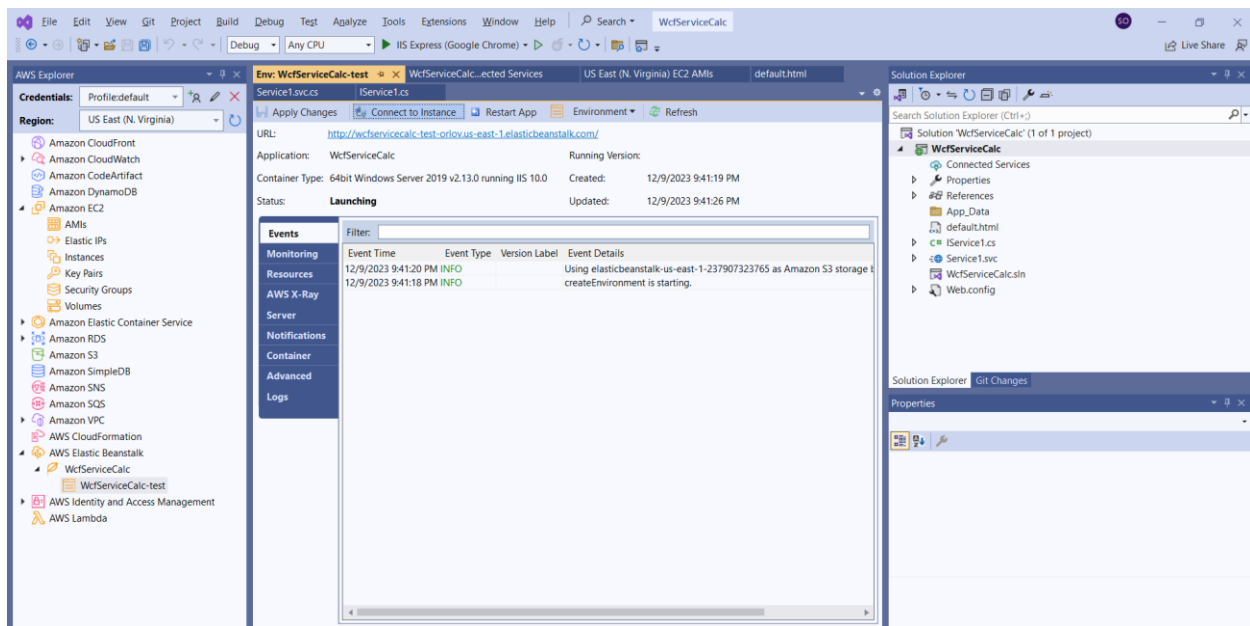 File Edit View Git Project Build Debug Test Analyze Tools Extensions Window Help Search WcfServiceCalc SO
Debug Any CPU IIS Express (Google Chrome) Live Share
AWS Explorer
Credentials: Profile:default
Region: US East (N. Virginia)
Amazon CloudFront
Amazon CloudWatch
Amazon CodeArtifact
Amazon DynamoDB
Amazon EC2
AMIs
Elastic IPs
Instances
Key Pairs
Security Groups
Volumes
Amazon Elastic Container Service
Amazon RDS
Amazon S3
Amazon SimpleDB
Amazon SNS
Amazon SQS
Amazon VPC
AWS CloudFormation
AWS Elastic Beanstalk
WcfServiceCalc
WcfServiceCalc-test
AWS Identity and Access Management
AWS Lambda
Env: WcfServiceCalc-test WcfServiceCalc...ected Services US East (N. Virginia) EC2 AMIs default.html
Service1.svc.cs IService1.cs
Apply Changes Connect to Instance Restart App Environment Refresh
URL: http://wcfservicecalc-test-orlov.us-east-1.elasticbeanstalk.com/
Application: WcfServiceCalc Running Version:
Container Type: 64bit Windows Server 2019 v2.13.0 running IIS 10.0 Created: 12/9/2023 9:41:19 PM
Status: Launching Updated: 12/9/2023 9:41:26 PM
Events
Monitoring
Resources
AWS X-Ray
Server
Notifications
Container
Advanced
Logs
Filter:
Event Time Event Type Version Label Event Details
12/9/2023 9:41:20 PM INFO Using elasticbeanstalk-us-east-1-237907323765 as Amazon S3 storage b
12/9/2023 9:41:18 PM INFO createEnvironment is starting.
Solution Explorer
Search Solution Explorer (Ctrl+;)
Solution 'WcfServiceCalc' (1 of 1 project)
WcfServiceCalc
Connected Services
Properties
References
App_Data
default.html
C# IService1.cs
Service1.svc
WcfServiceCalc.sln
Web.config
Solution Explorer Git Changes
Properties